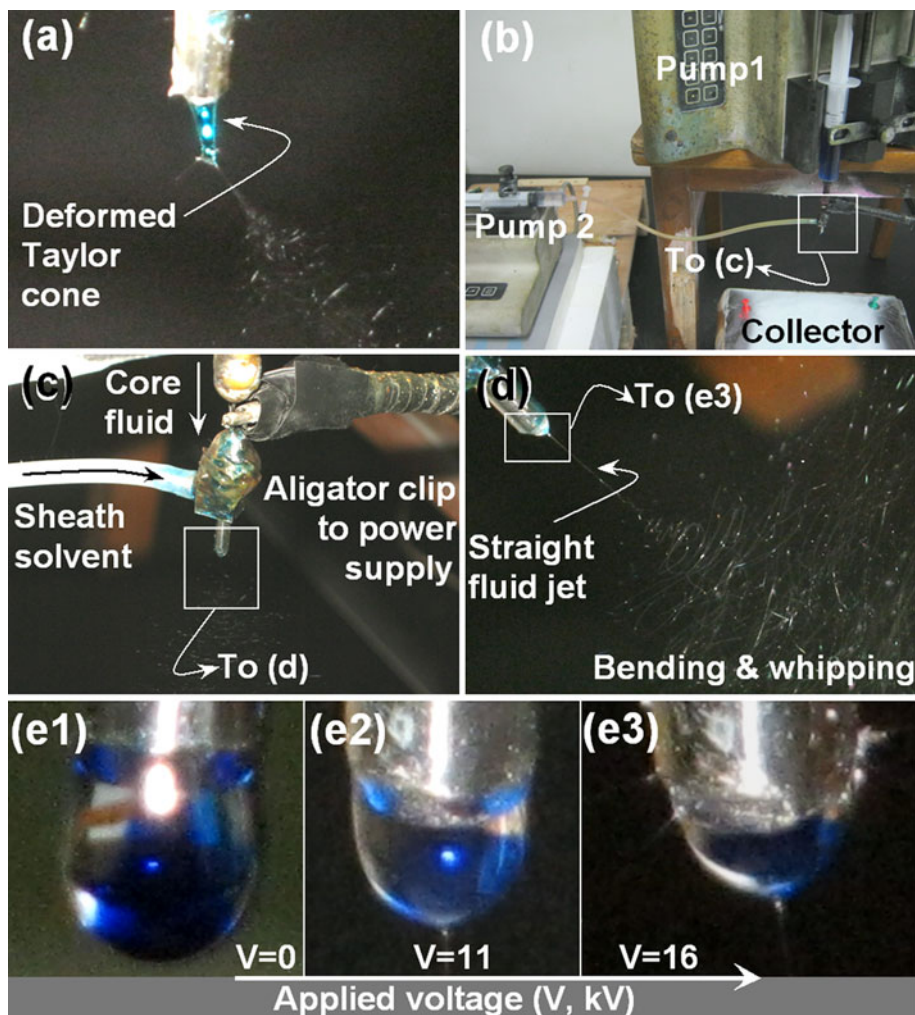 (a)
Deformed
Taylor
cone
(b)
Pump1
Pump 2
To (c)
Collector
(c)
Core
fluid
Sheath
solvent
Aligator clip
to power
supply
To (d)
(d)
To (e3)
Straight
fluid jet
Bending & whipping
(e1)
V=0
(e2)
V=11
(e3)
V=16
Applied voltage (V, kV)